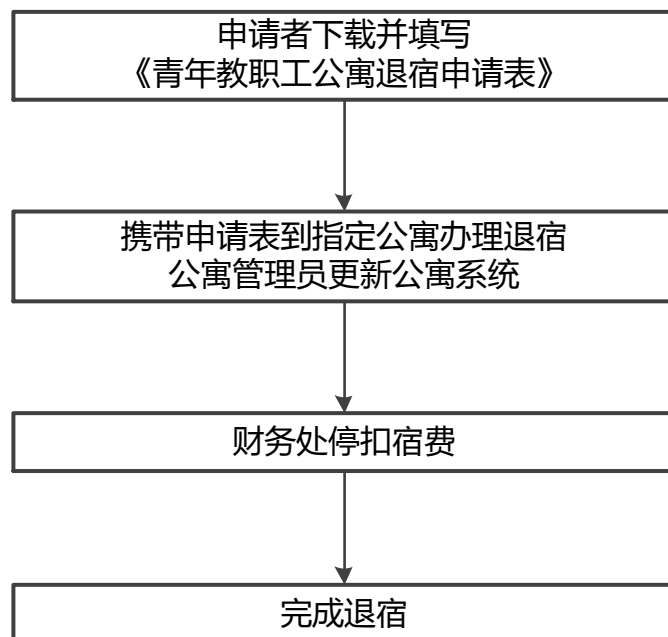 申请者下载并填写
《青年教职工公寓退宿申请表》
携带申请表到指定公寓办理退宿
公寓管理员更新公寓系统
财务处停扣宿费
完成退宿